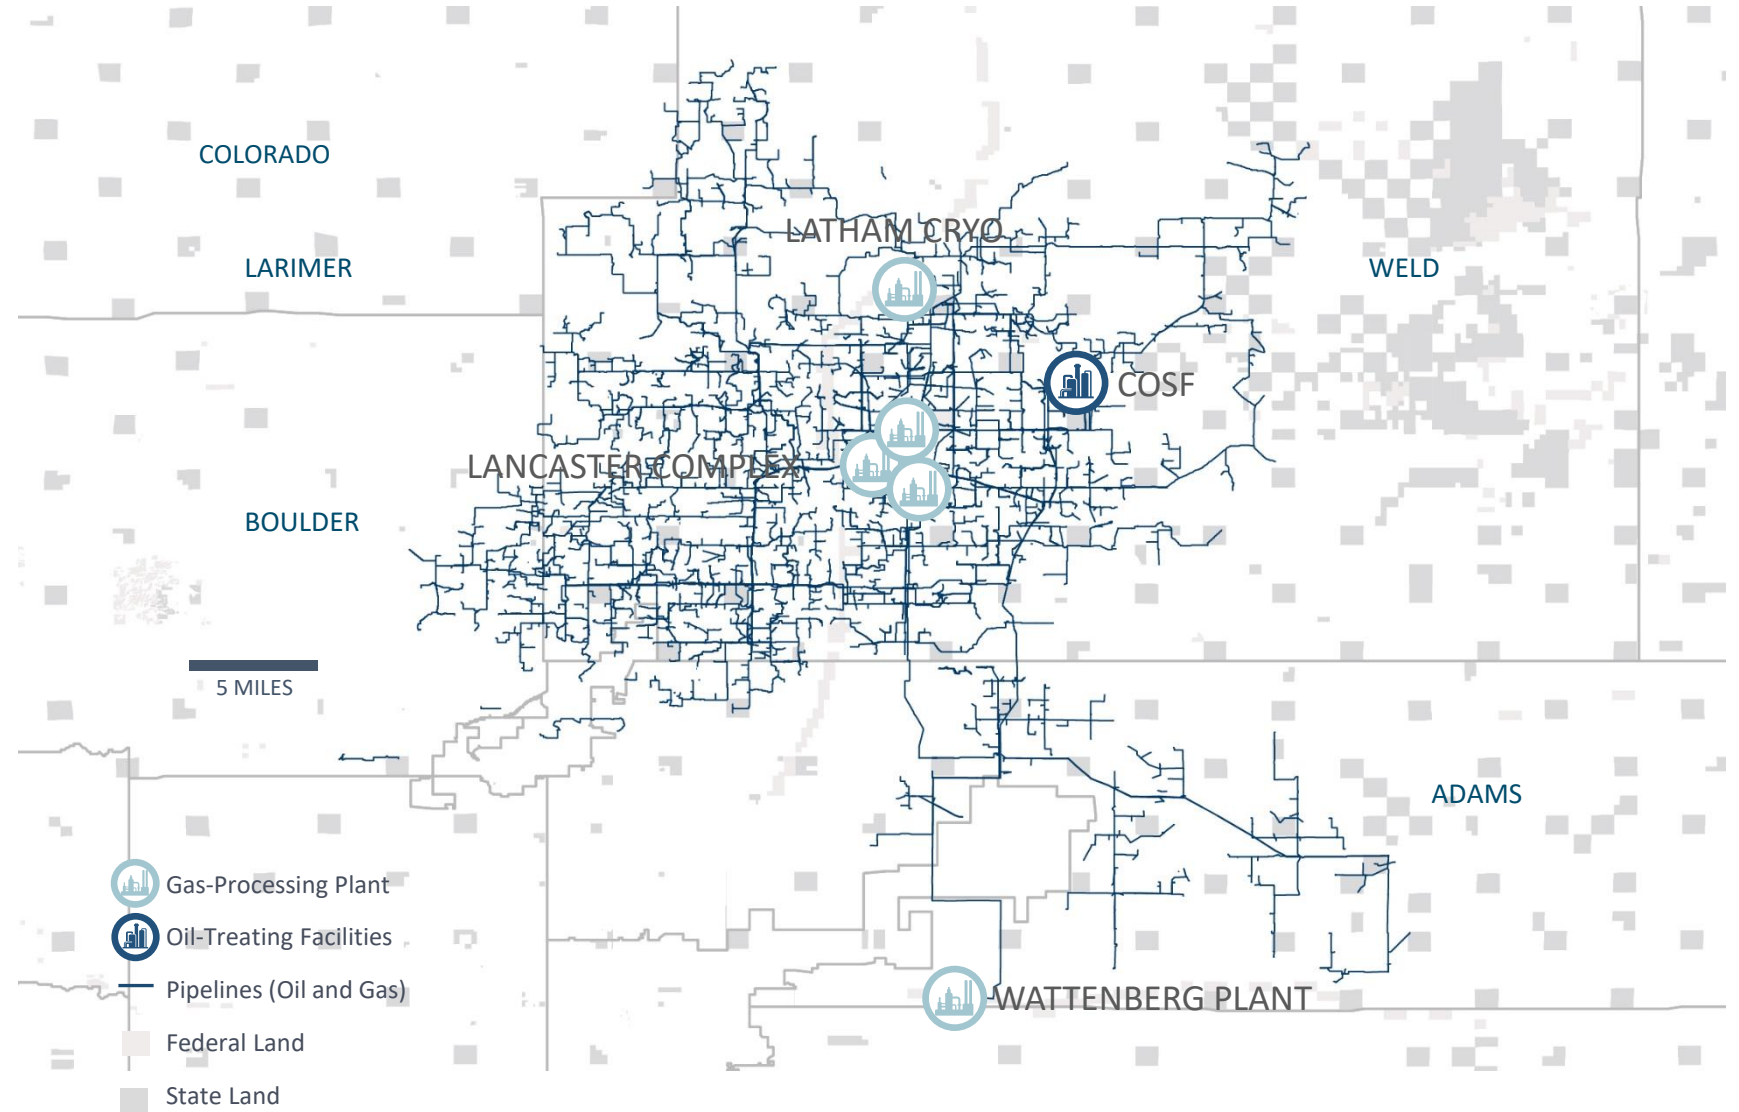 COLORADO
LATHAM CRYO
LARIMER
WELD
COSF
LANCASTER COMPLEX
BOULDER
5 MILES
ADAMS
Gas-Processing Plant
Oil-Treating Facilities
Pipelines (Oil and Gas)
WATTENBERG PLANT
Federal Land
State Land